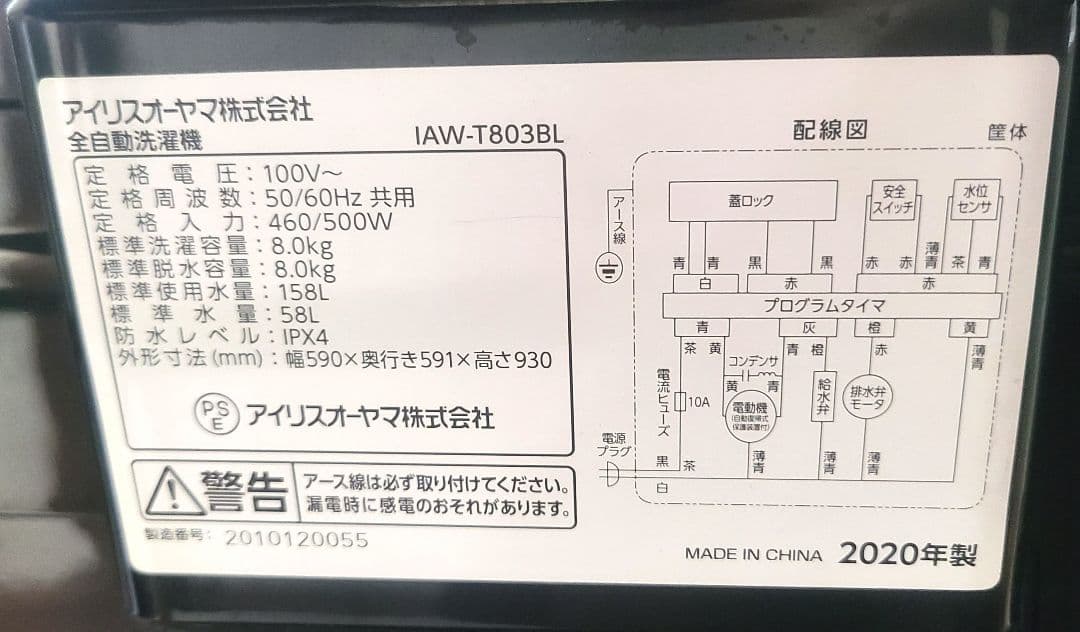 アイリスオーヤマ株式会社
全自動洗濯機 IAW-T803BL
定格電圧：100V～
定格周波数：50/60Hz 共用
定格入力：460/500W
標準洗濯容量：8.0kg
標準脱水容量：8.0kg
標準使用水量：158L
標準水量：58L
防水レベル：IPX4
外形寸法(mm)：幅590×奥行き591×高さ930
PSE アイリスオーヤマ株式会社
警告
アース線は必ず取り付けてください。
漏電時に感電のおそれがあります。
製造番号： 2010120055
配線図
筐体
アース線
蓋ロック
安全
スイッチ
水位
センサ
青 青 黒 黒 赤 赤 薄青 茶 青
白 赤 赤
プログラムタイマ
青 灰 橙 黄
茶 黄 青 橙 赤 薄青
コンデンサ
黄 青
電流ヒューズ
10A
電動機
(自動復帰式
保護装置付)
給水弁
排水弁
モータ
電源
プラグ
黒 茶 薄青 薄青 薄青
白
MADE IN CHINA 2020年製